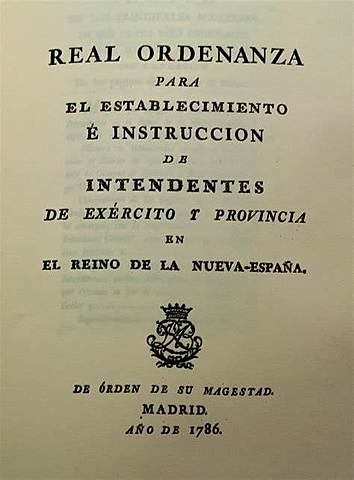 REAL ORDENANZA
PARA
EL ESTABLECIMIENTO
É INSTRUCCION
DE
INTENDENTES
DE EXÉRCITO Y PROVINCIA
EN
EL REINO DE LA NUEVA-ESPAÑA.
DE ÓRDEN DE SU MAGESTAD.
MADRID.
AÑO DE 1786.